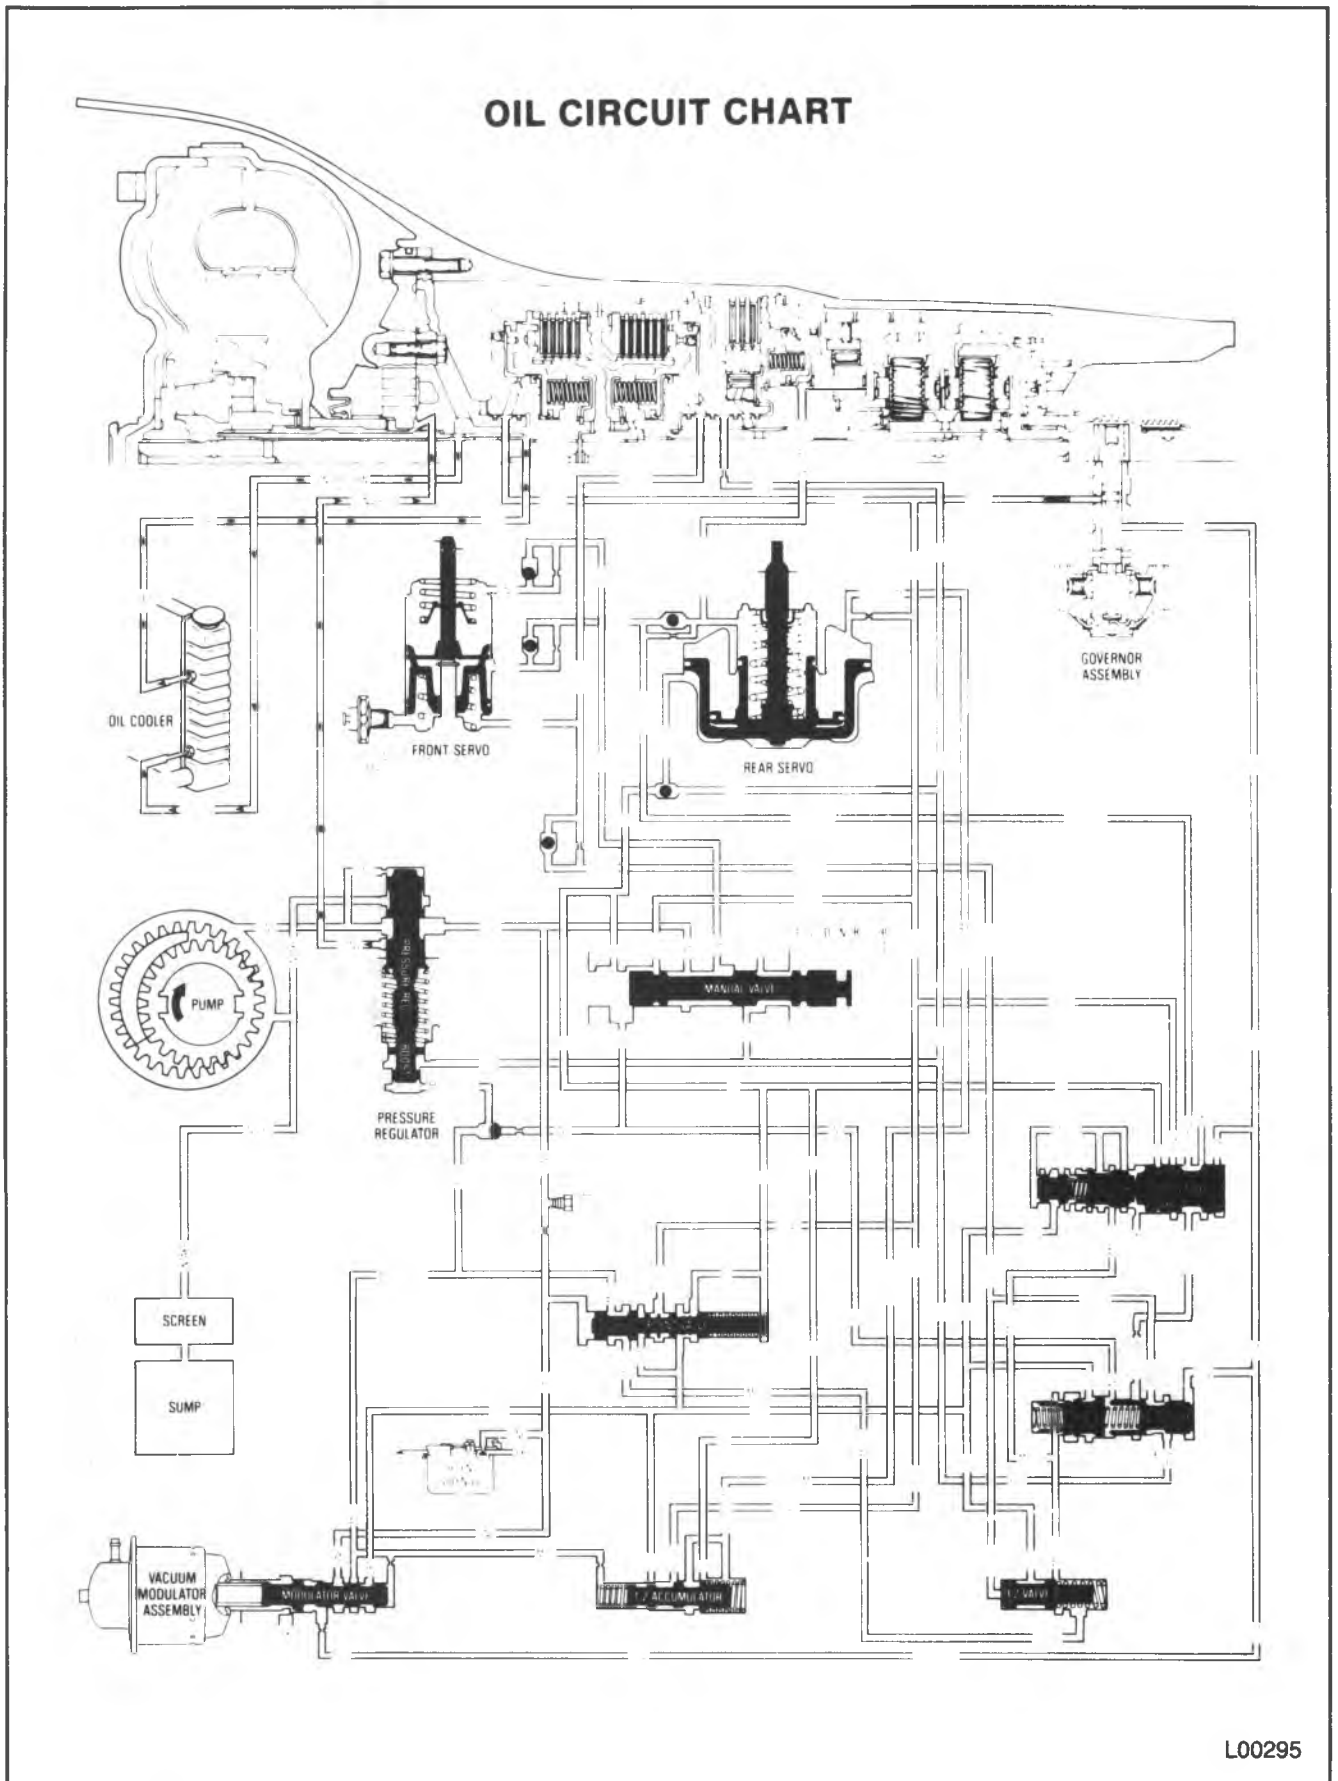 OIL CIRCUIT CHART
GOVERNOR
ASSEMBLY
OIL COOLER
FRONT SERVO
REAR SERVO
PUMP
MANUAL VALVE
PRESSURE
REGULATOR
SCREEN
SUMP
VACUUM
MODULATOR
ASSEMBLY
MODULATOR VALVE
ACCUMULATOR
VALVE
L00295